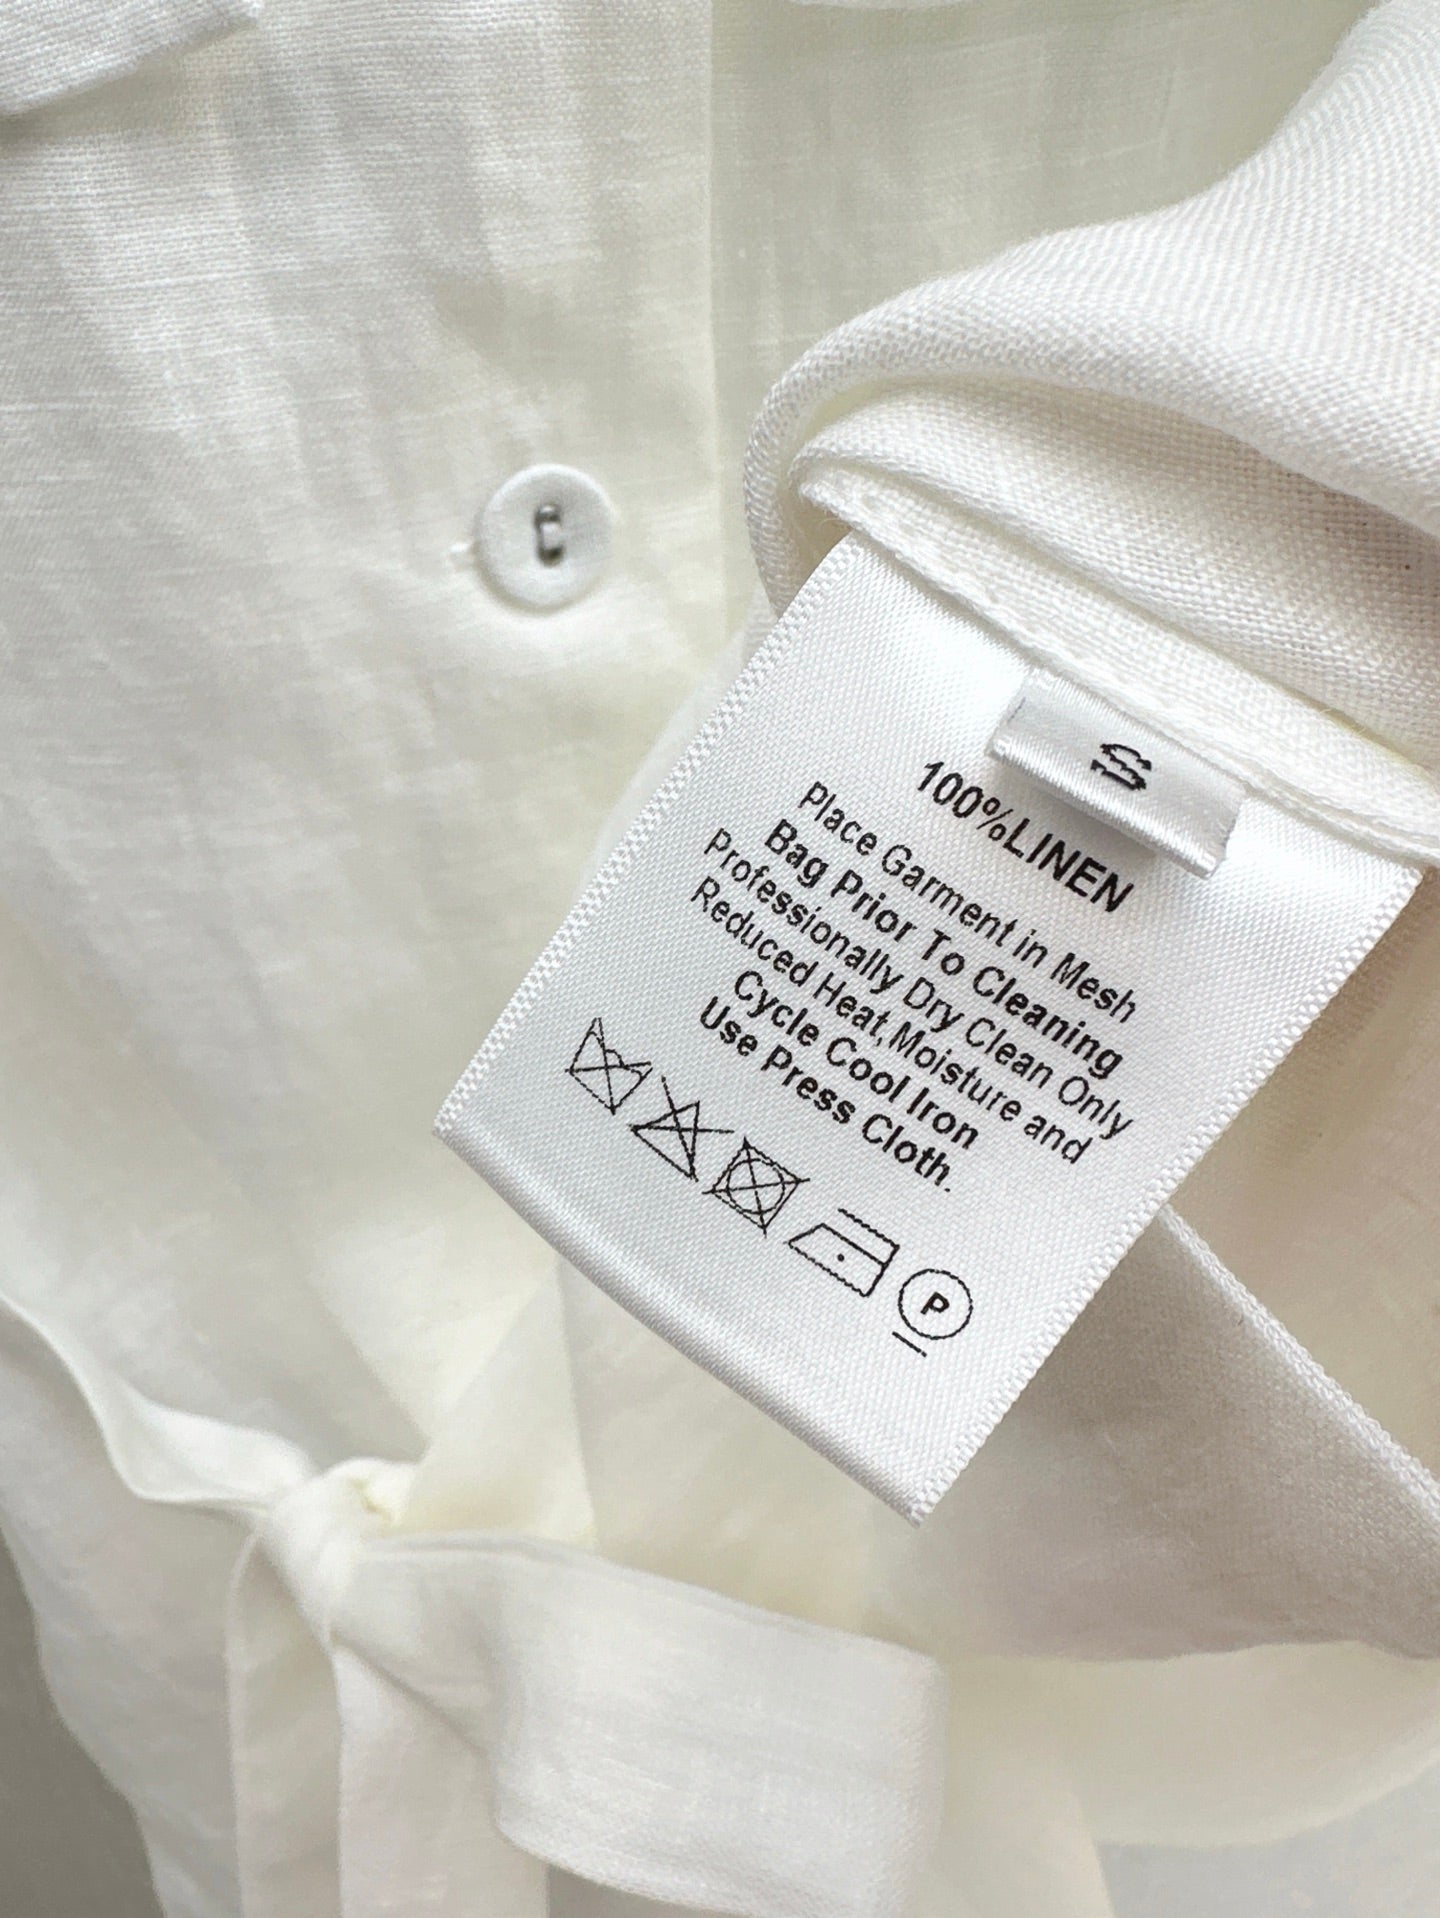 S
100%LINEN
Place Garment in Mesh
Bag Prior To Cleaning
Professionally Dry Clean Only
Reduced Heat,Moisture and
Cycle Cool Iron
Use Press Cloth.
P